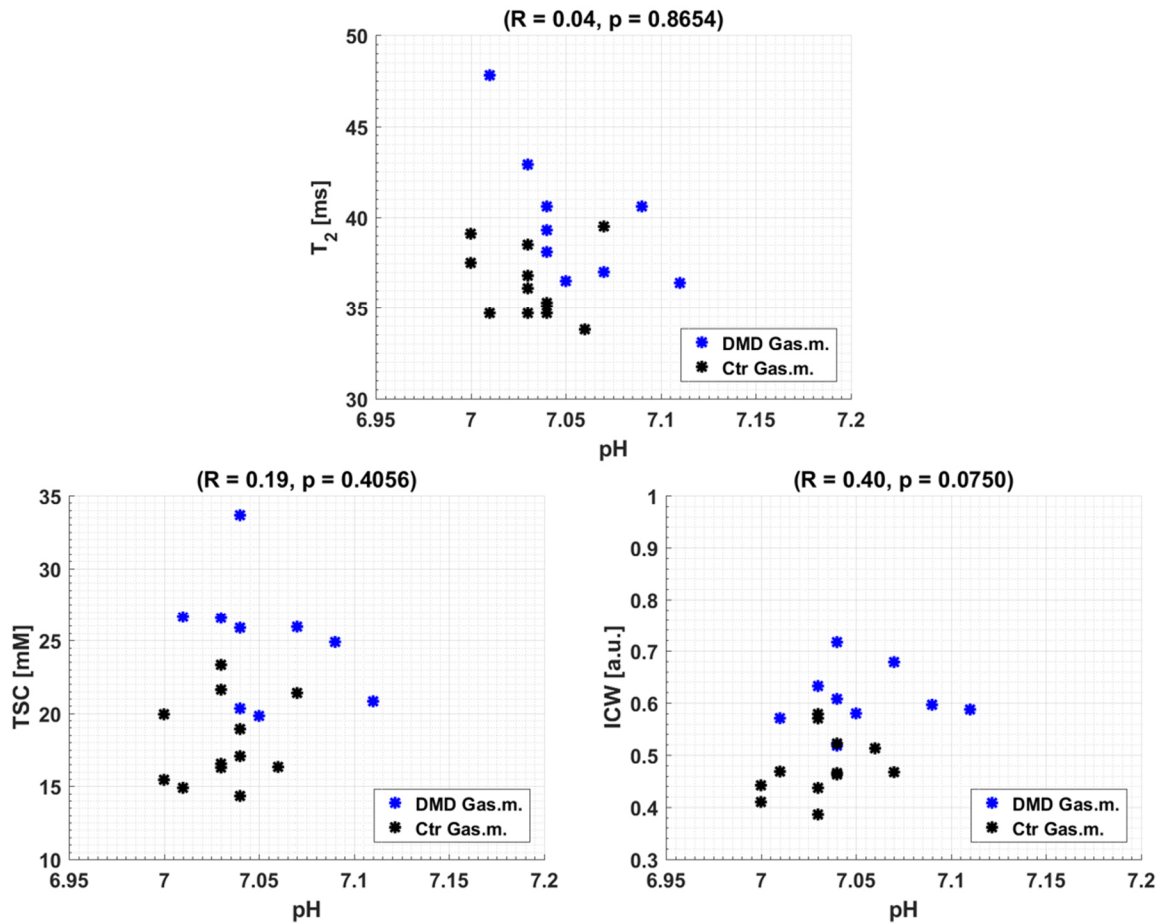 (R = 0.04, p = 0.8654)
50
45
40
35
30
T2 [ms]
6.95 7 7.05 7.1 7.15 7.2
pH
DMD Gas.m.
Ctr Gas.m.
(R = 0.19, p = 0.4056)
35
30
25
20
15
10
TSC [mM]
6.95 7 7.05 7.1 7.15 7.2
pH
DMD Gas.m.
Ctr Gas.m.
(R = 0.40, p = 0.0750)
1
0.9
0.8
0.7
0.6
0.5
0.4
0.3
ICW [a.u.]
6.95 7 7.05 7.1 7.15 7.2
pH
DMD Gas.m.
Ctr Gas.m.